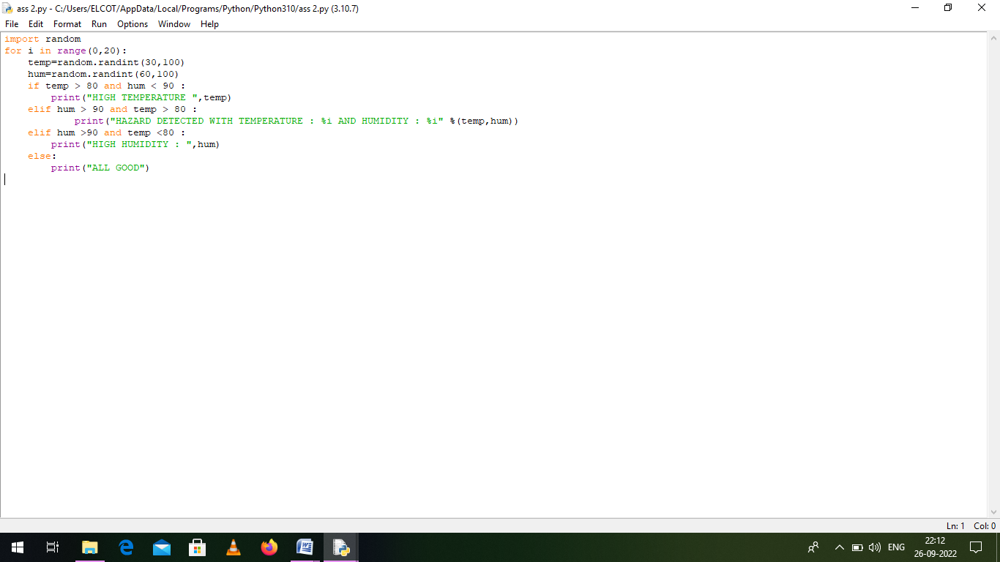 ass 2.py - C:/Users/ELCOT/AppData/Local/Programs/Python/Python310/ass 2.py (3.10.7)
File Edit Format Run Options Window Help
import random
for i in range(0,20):
    temp=random.randint(30,100)
    hum=random.randint(60,100)
    if temp > 80 and hum < 90 :
        print("HIGH TEMPERATURE ",temp)
    elif hum > 90 and temp > 80 :
            print("HAZARD DETECTED WITH TEMPERATURE : %i AND HUMIDITY : %i" %(temp,hum))
    elif hum >90 and temp <80 :
        print("HIGH HUMIDITY : ",hum)
    else:
        print("ALL GOOD")
Ln: 1 Col: 0
ENG
22:12
26-09-2022